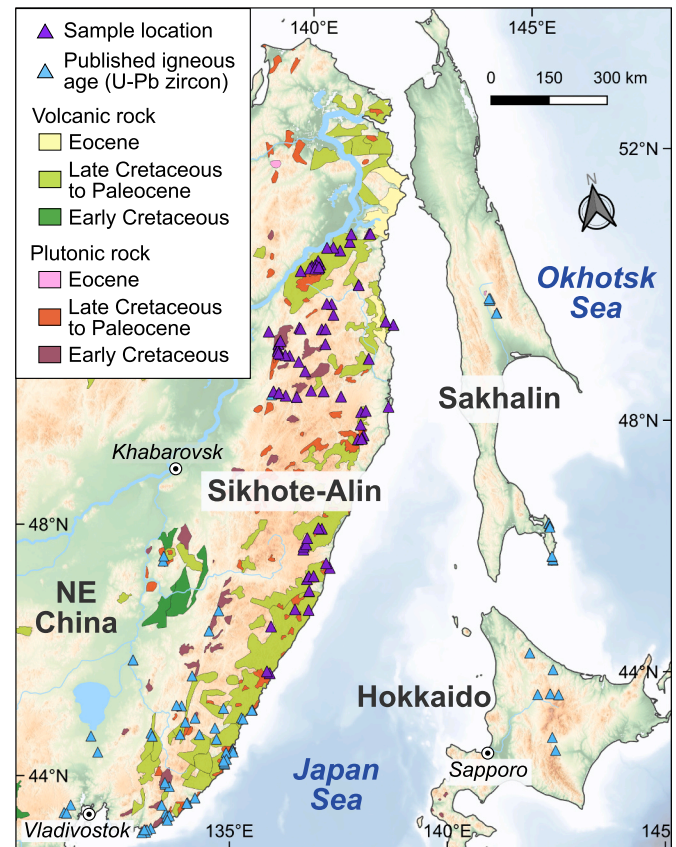 140°E
145°E
Sample location
Published igneous
age (U-Pb zircon)
Volcanic rock
Eocene
Late Cretaceous
to Paleocene
Early Cretaceous
Plutonic rock
Eocene
Late Cretaceous
to Paleocene
Early Cretaceous
0 150 300 km
52°N
N
Okhotsk
Sea
Sakhalin
48°N
Khabarovsk
Sikhote-Alin
48°N
NE
China
44°N
Hokkaido
Japan
Sea
Sapporo
44°N
Vladivostok
135°E
140°E
145